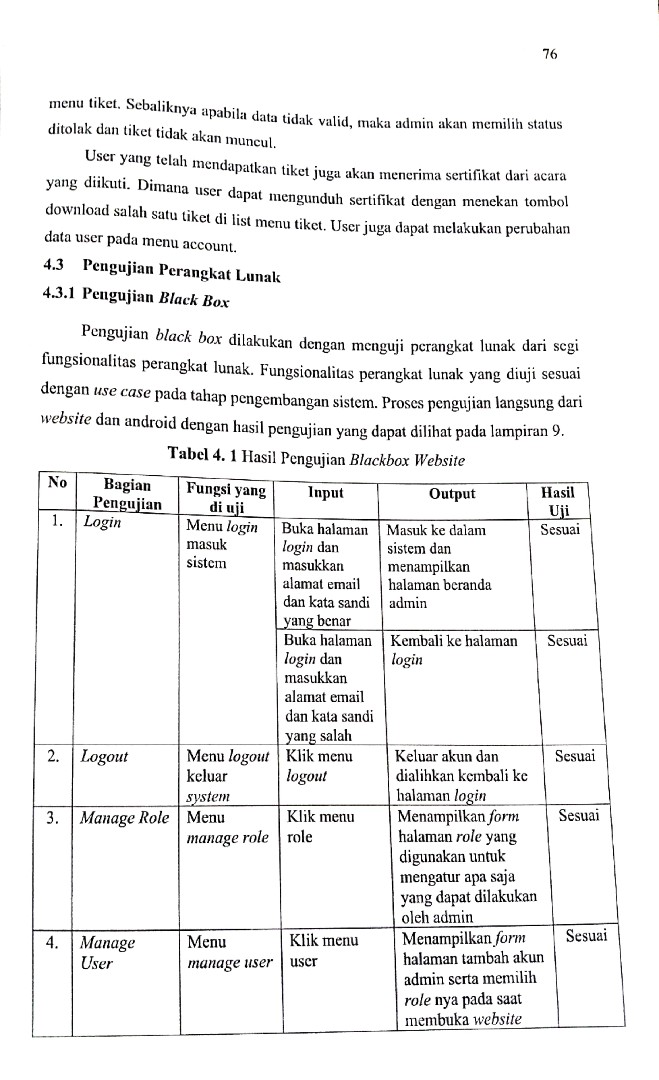 76
menu tiket. Sebaliknya apabila data tidak valid, maka admin akan memilih status
ditolak dan tiket tidak akan muncul.
User yang telah mendapatkan tiket juga akan menerima sertifikat dari acara
yang diikuti. Dimana user dapat mengunduh sertifikat dengan menekan tombol
download salah satu tiket di list menu tiket. User juga dapat melakukan perubahan
data user pada menu account.
4.3 Pengujian Perangkat Lunak
4.3.1 Pengujian Black Box
Pengujian black box dilakukan dengan menguji perangkat lunak dari segi
fungsionalitas perangkat lunak. Fungsionalitas perangkat lunak yang diuji sesuai
dengan use case pada tahap pengembangan sistem. Proses pengujian langsung dari
website dan android dengan hasil pengujian yang dapat dilihat pada lampiran 9.
Tabel 4. 1 Hasil Pengujian Blackbox Website
No Bagian Pengujian Fungsi yang di uji Input Output Hasil Uji
1. Login
Menu login
masuk
sistem
Buka halaman
login dan
masukkan
alamat email
dan kata sandi
yang benar
Masuk ke dalam
sistem dan
menampilkan
halaman beranda
admin
Sesuai
Buka halaman
login dan
masukkan
alamat email
dan kata sandi
yang salah
Kembali ke halaman
login
Sesuai
2. Logout
Menu logout
keluar
system
Klik menu
logout
Keluar akun dan
dialihkan kembali ke
halaman login
Sesuai
3. Manage Role
Menu
manage role
Klik menu
role
Menampilkan form
halaman role yang
digunakan untuk
mengatur apa saja
yang dapat dilakukan
oleh admin
Sesuai
4. Manage
User
Menu
manage user
Klik menu
user
Menampilkan form
halaman tambah akun
admin serta memilih
role nya pada saat
membuka website
Sesuai